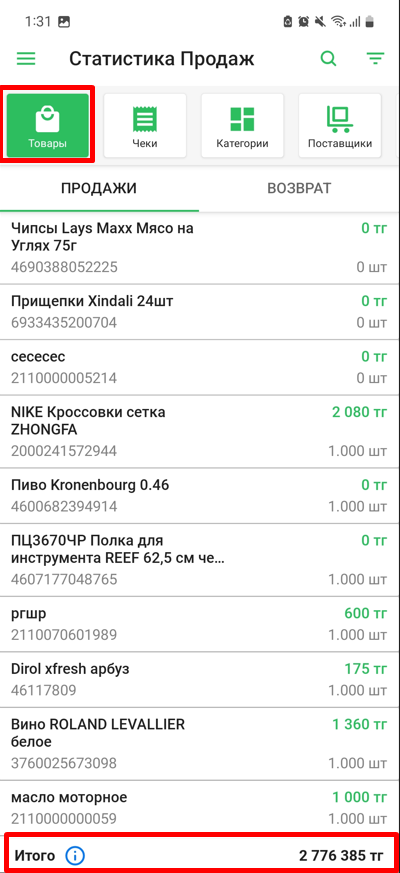 1:31
Статистика Продаж
Товары
Чеки
Категории
Поставщики
ПРОДАЖИ
ВОЗВРАТ
Чипсы Lays Maxx Мясо на
Углях 75г
0 тг
4690388052225
0 шт
Прищепки Xindali 24шт
0 тг
6933435200704
0 шт
сесесес
0 тг
2110000005214
0 шт
NIKE Кроссовки сетка
ZHONGFA
2 080 тг
2000241572944
1.000 шт
Пиво Kronenbourg 0.46
0 тг
4600682394914
1.000 шт
ПЦ3670ЧР Полка для
инструмента REEF 62,5 см че...
0 тг
4607177048765
1.000 шт
ргшр
600 тг
2110070601989
1.000 шт
Dirol xfresh арбуз
175 тг
46117809
1.000 шт
Вино ROLAND LEVALLIER
белое
1 360 тг
3760025673098
1.000 шт
масло моторное
1 000 тг
2110000000059
1.000 шт
Итого
2 776 385 тг